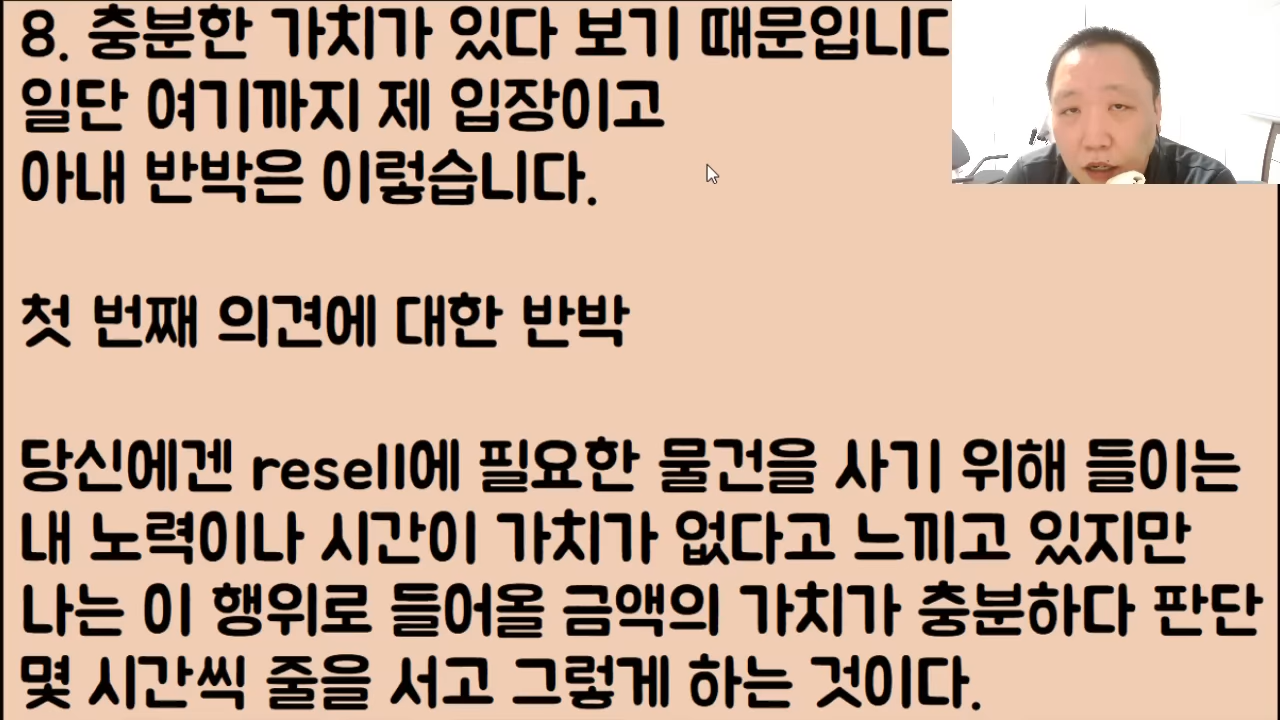 8. 충분한 가치가 있다 보기 때문입니다
일단 여기까지 제 입장이고
아내 반박은 이렇습니다.
첫 번째 의견에 대한 반박
당신에겐 resell에 필요한 물건을 사기 위해 들이는
내 노력이나 시간이 가치가 없다고 느끼고 있지만
나는 이 행위로 들어올 금액의 가치가 충분하다 판단
몇 시간씩 줄을 서고 그렇게 하는 것이다.